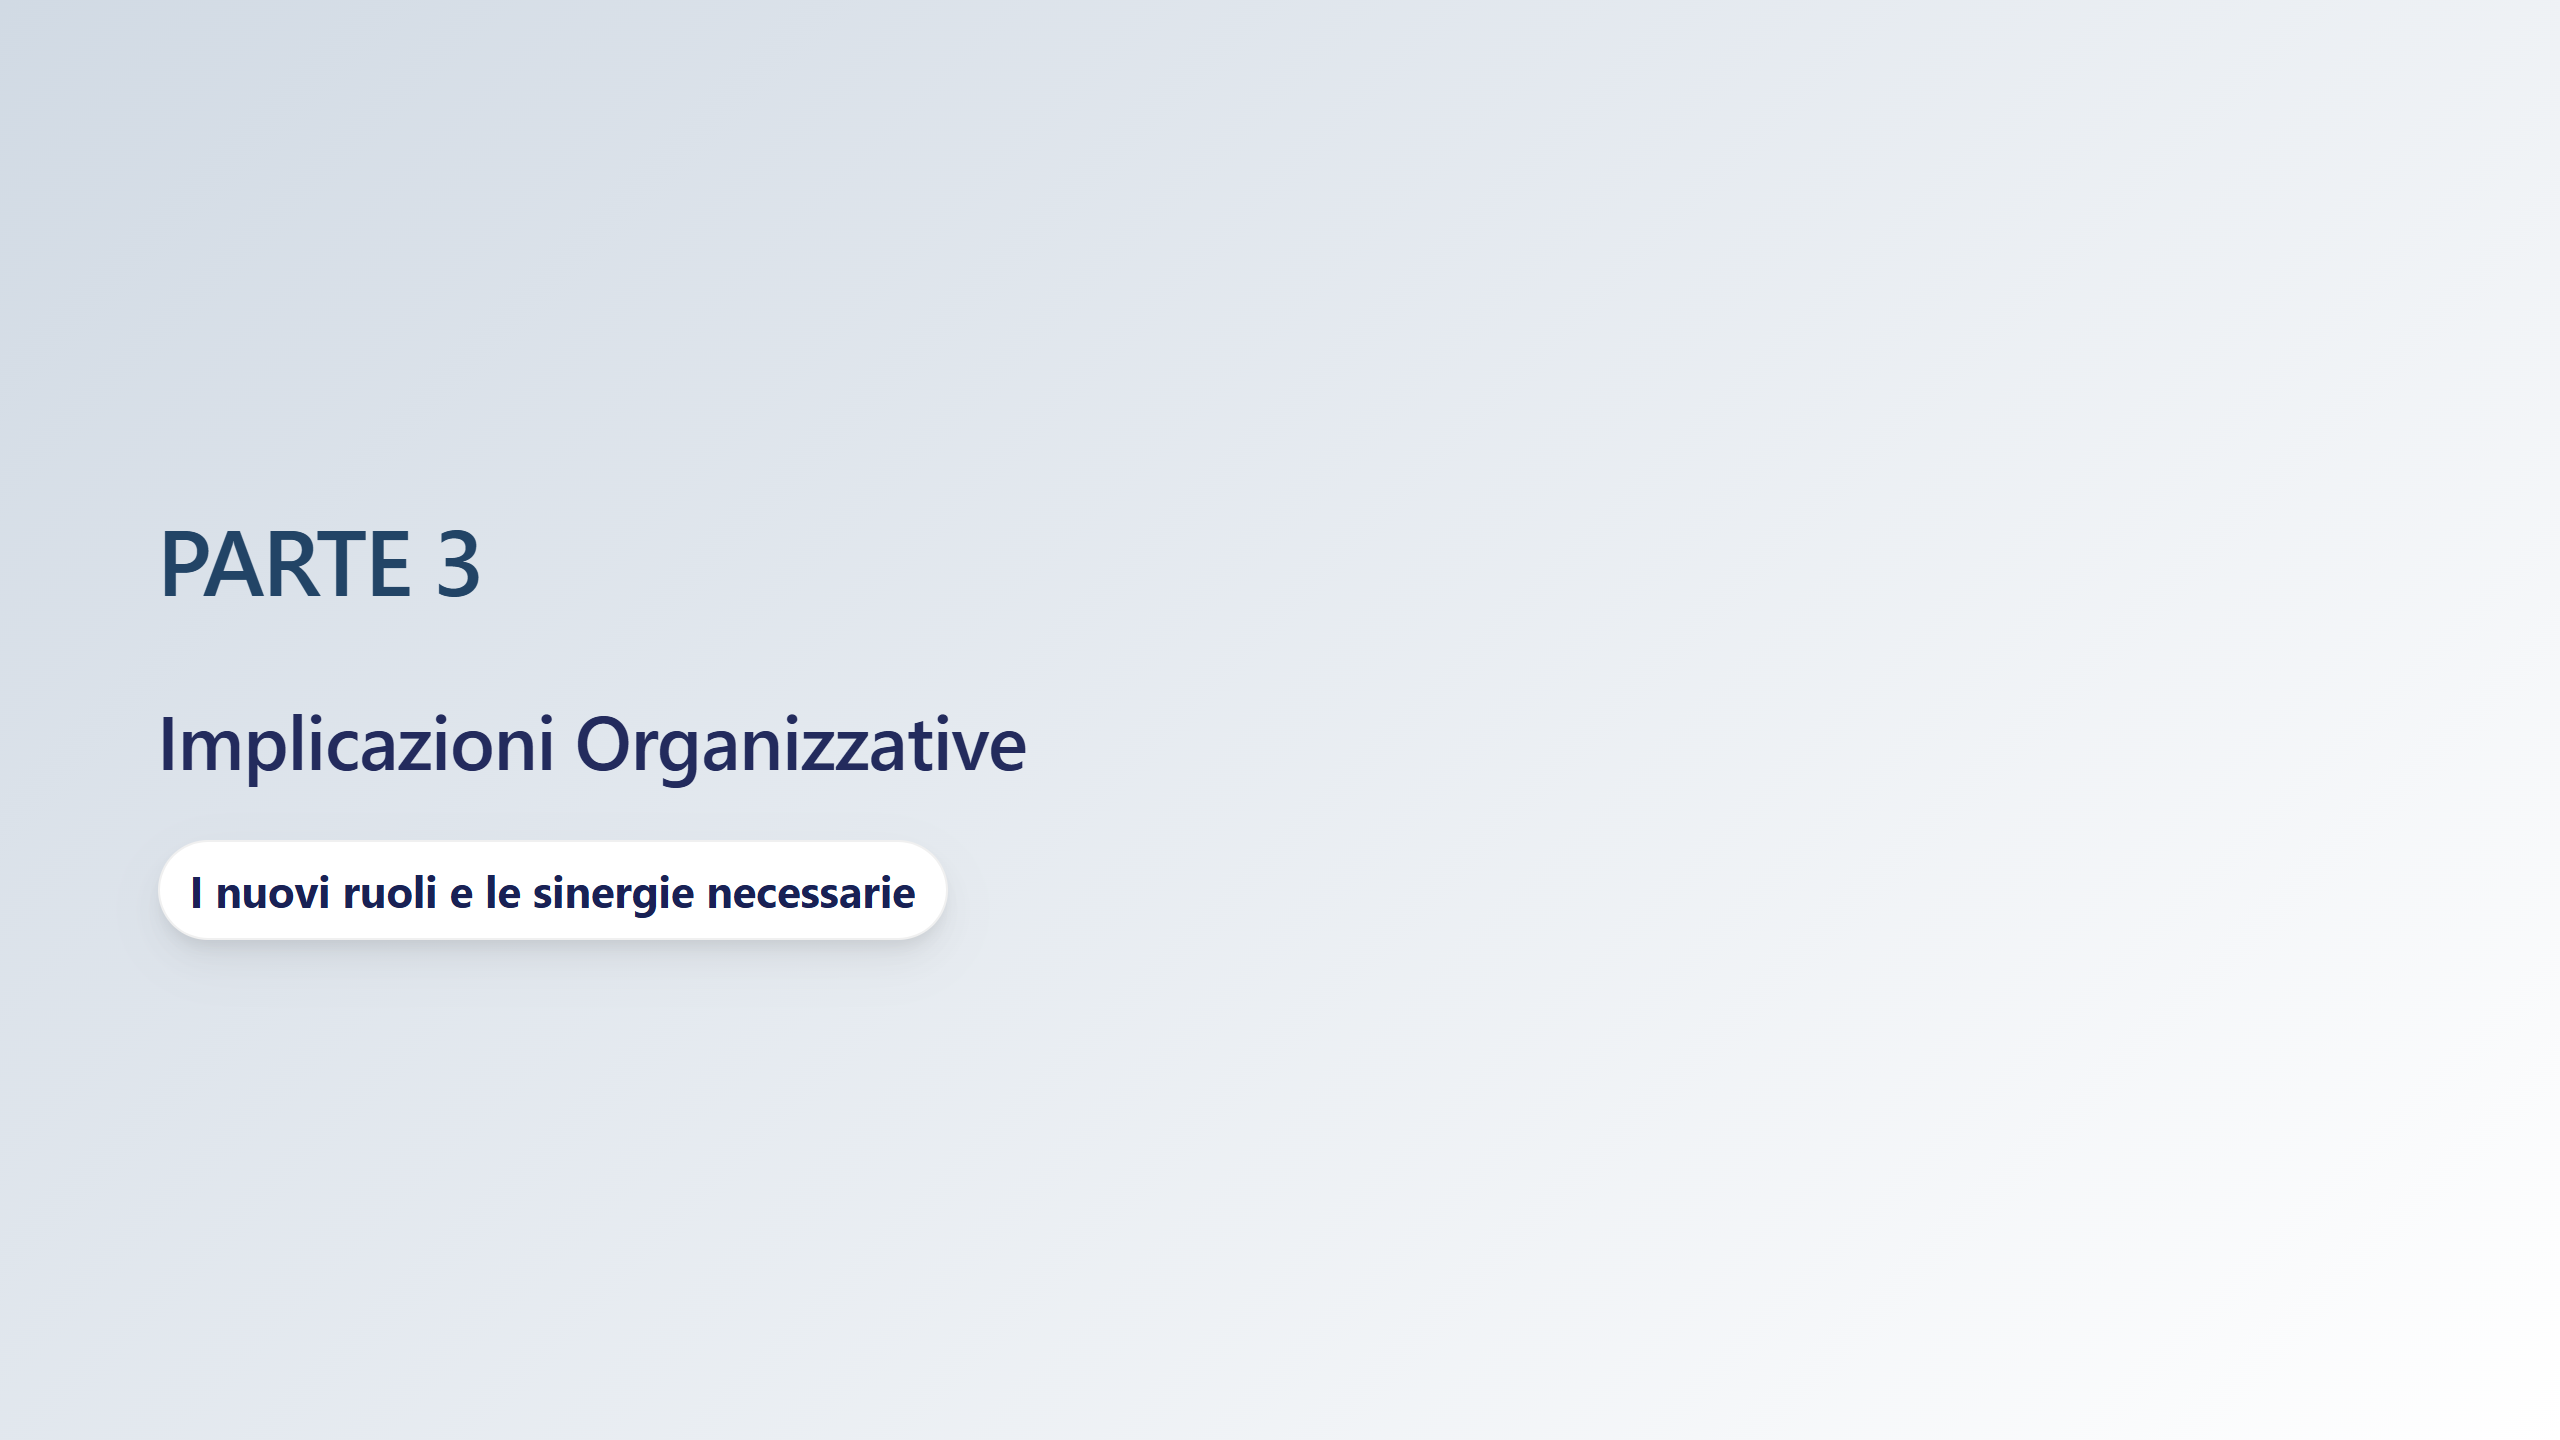 PARTE 3
Implicazioni Organizzative
I nuovi ruoli e le sinergie necessarie